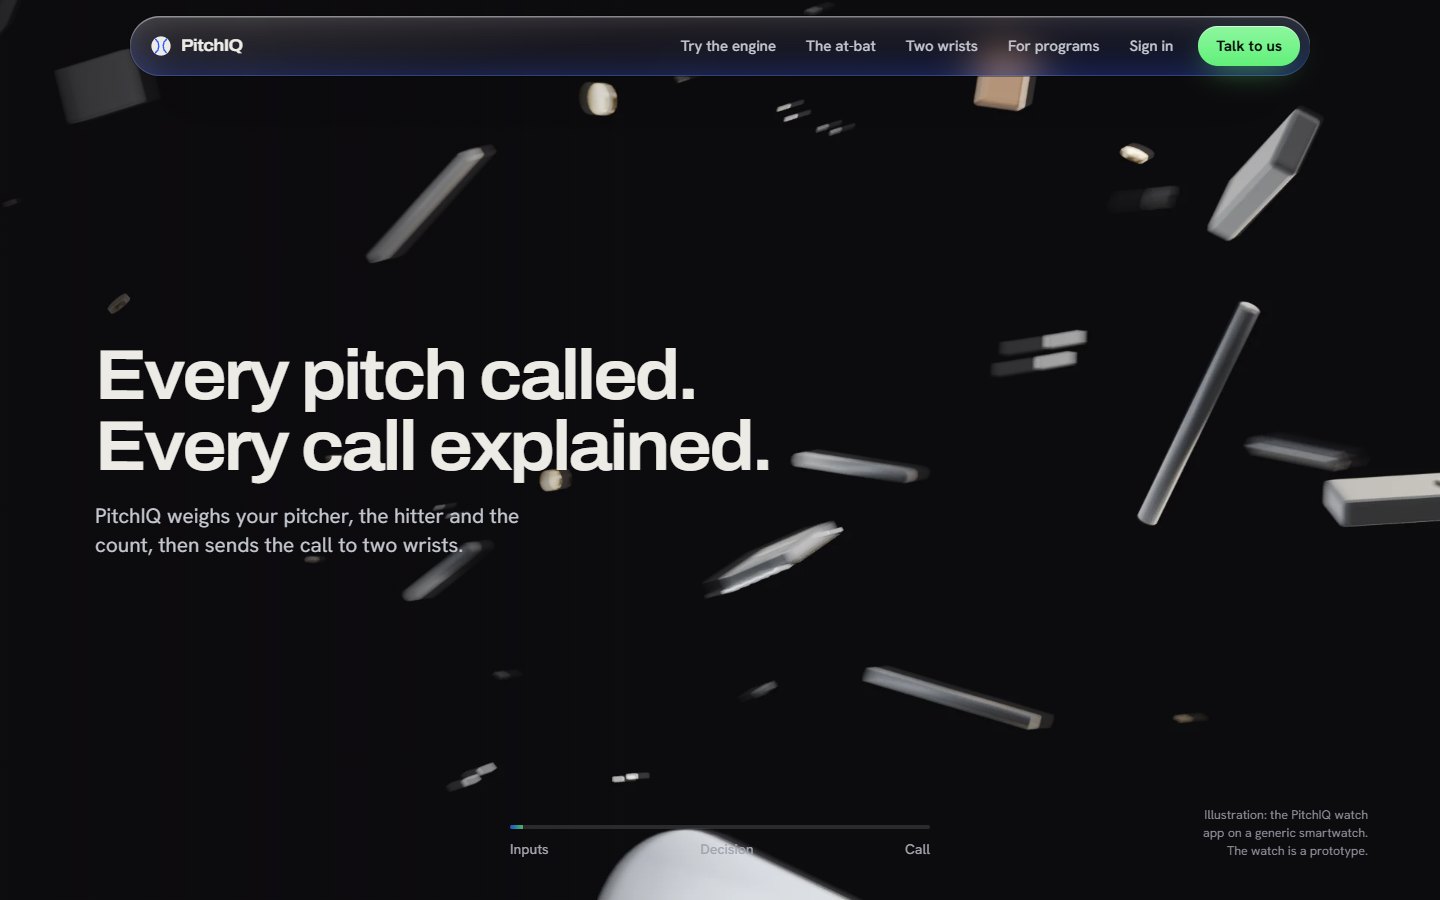 PitchIQ
Try the engine
The at-bat
Two wrists
For programs
Sign in
Talk to us
Every pitch called.
Every call explained.
PitchIQ weighs your pitcher, the hitter and the
count, then sends the call to two wrists.
Inputs
Decision
Call
Illustration: the PitchIQ watch
app on a generic smartwatch.
The watch is a prototype.